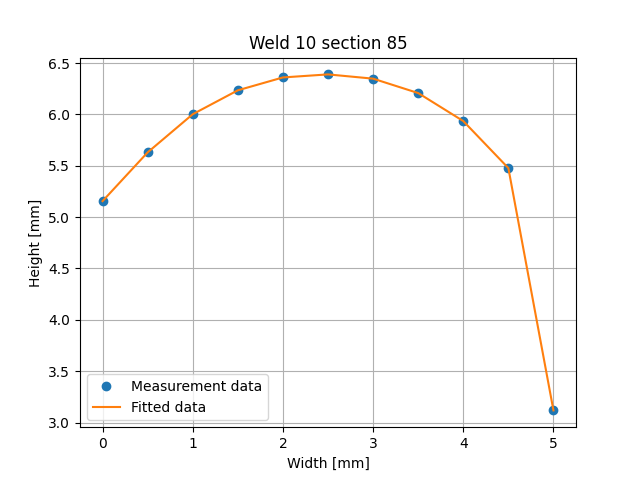 Weld 10 section 85
Height [mm]
6.5
6.0
5.5
5.0
4.5
4.0
3.5
3.0
Measurement data
Fitted data
0 1 2 3 4 5
Width [mm]